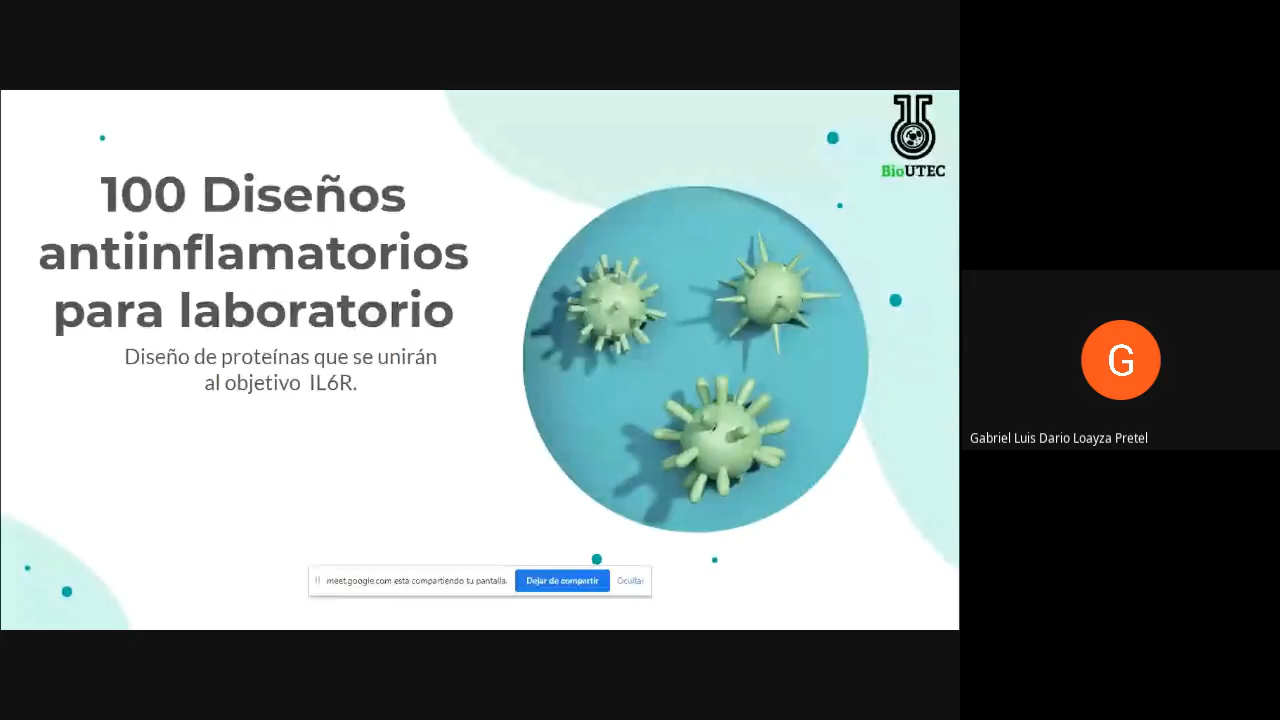 BioUTEC
100 Diseños
antiinflamatorios
para laboratorio
Diseño de proteínas que se unirán
al objetivo IL6R.
meet.google.com está compartiendo tu pantalla.
Dejar de compartir
Ocultar
G
Gabriel Luis Dario Loayza Pretel